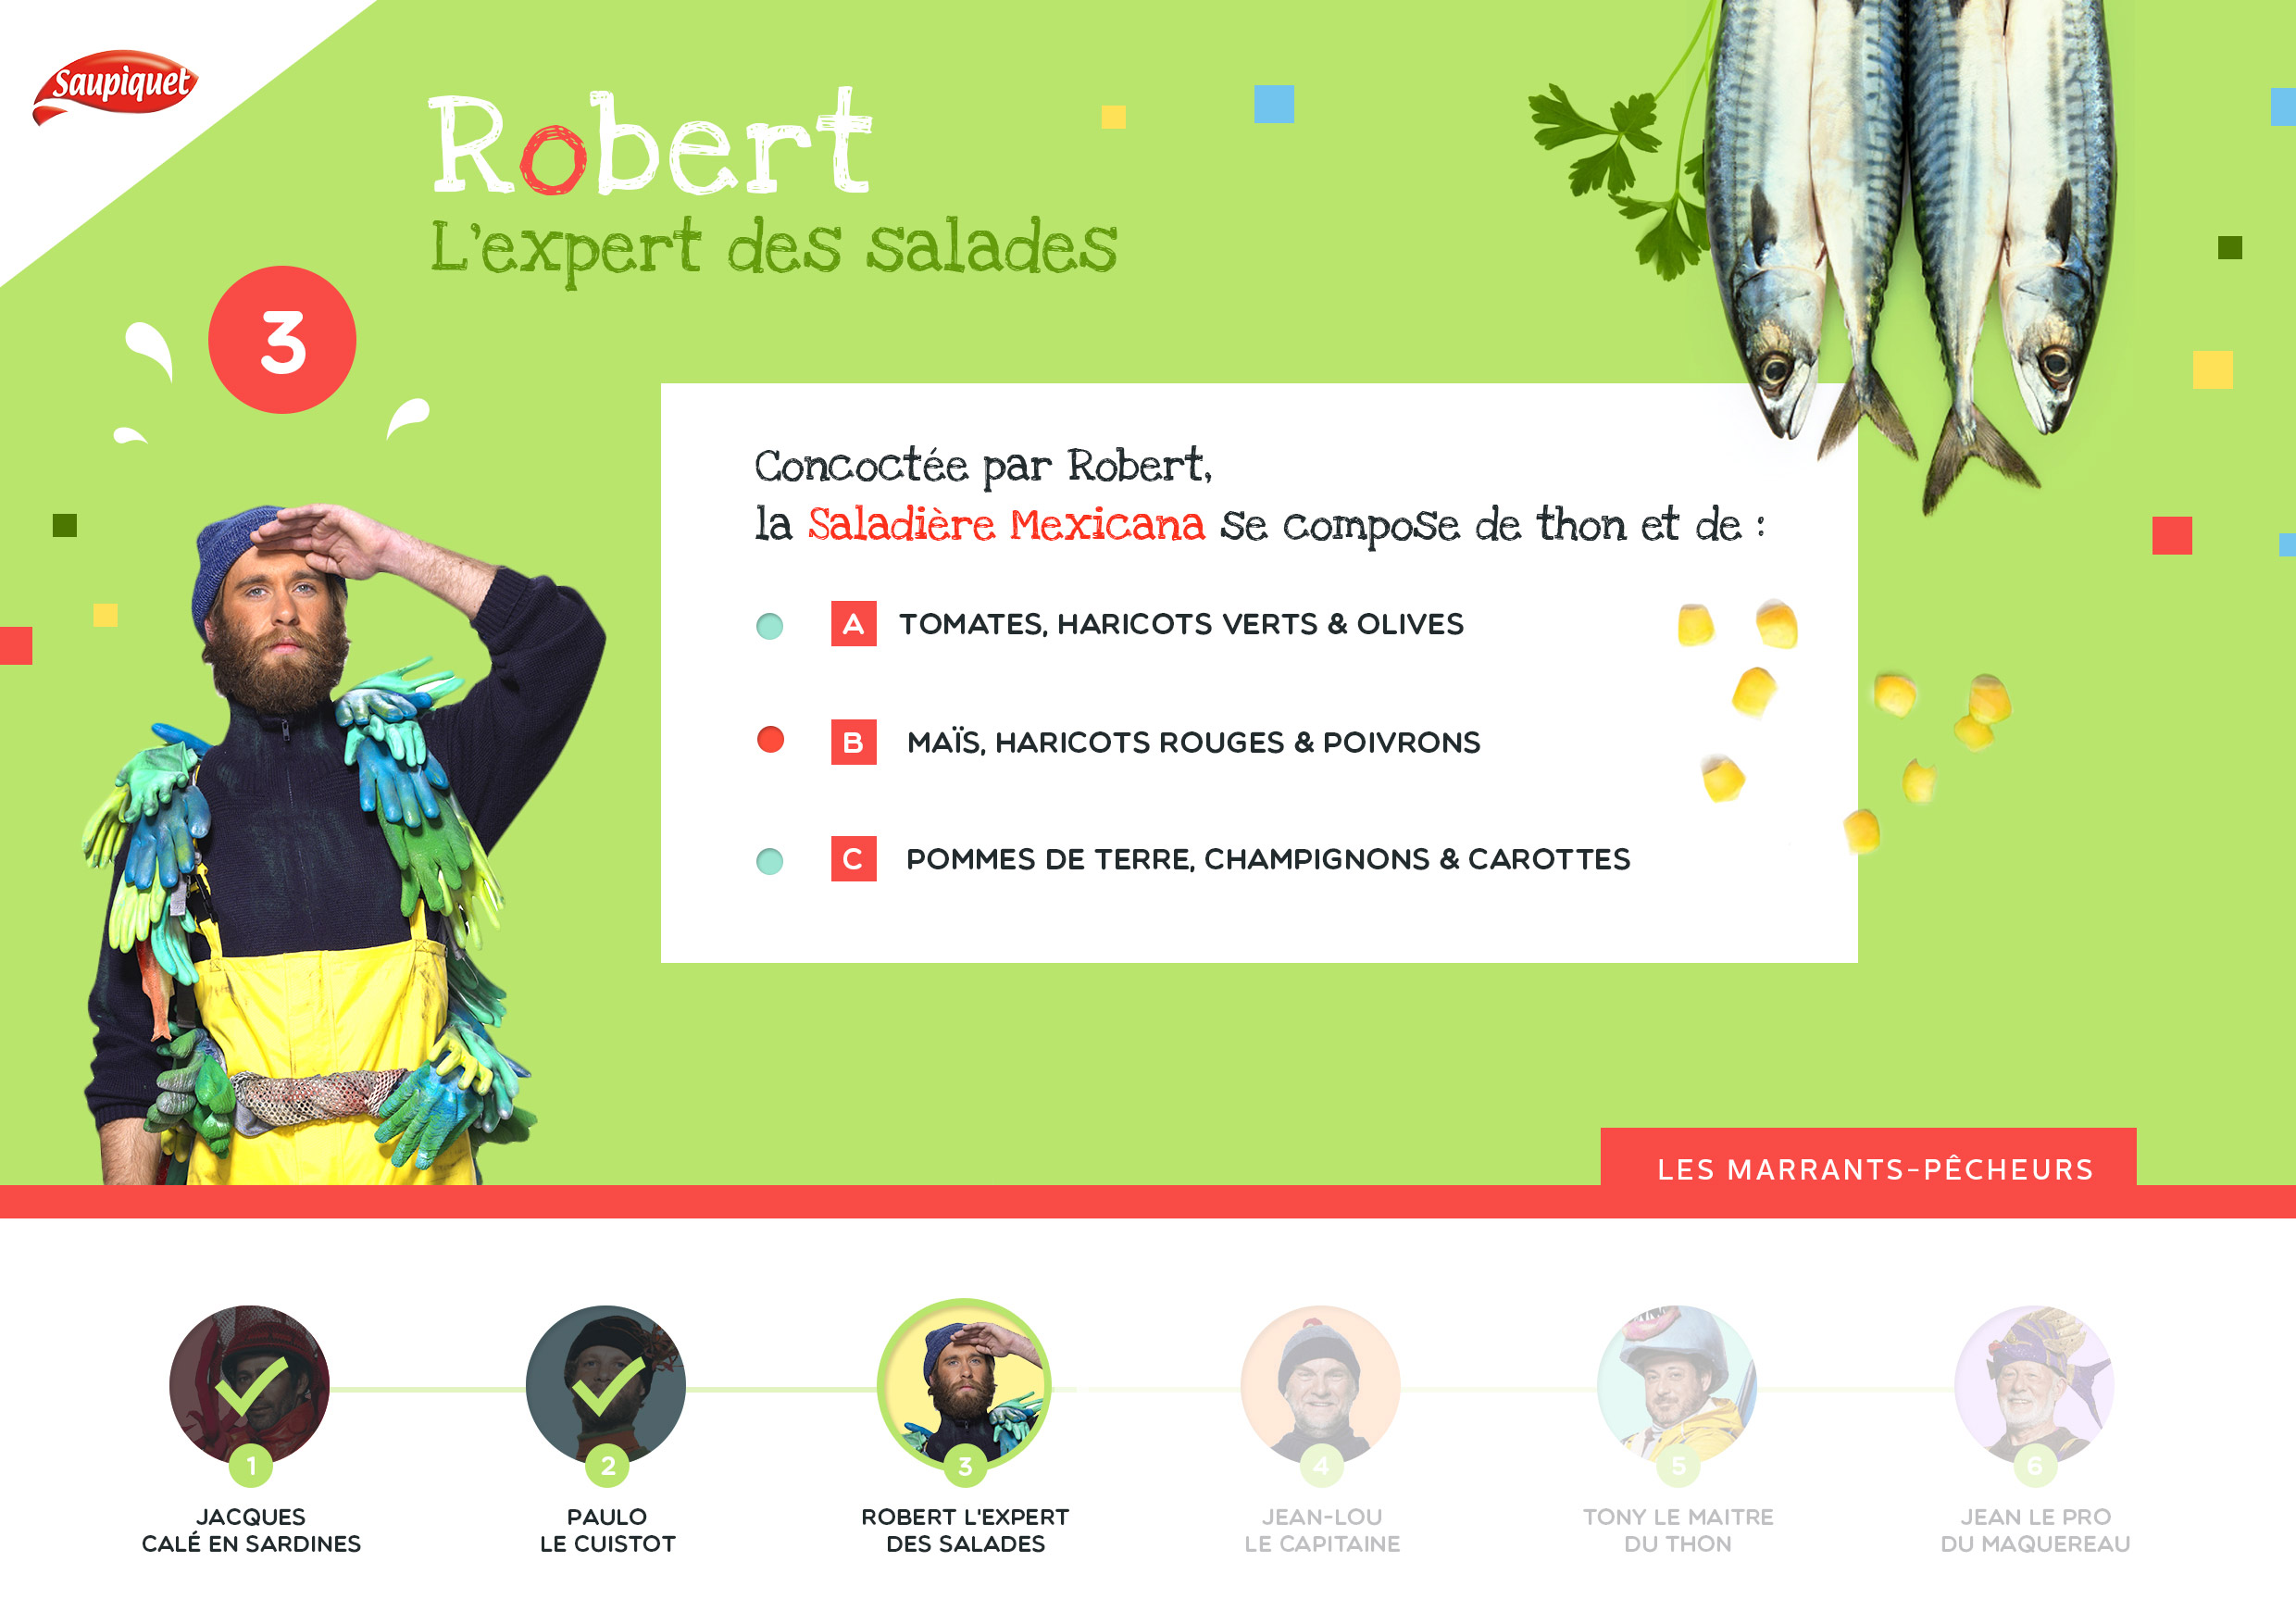 Saupiquet
Robert
L'expert des salades
3
Concoctée par Robert,
la Saladière Mexicana se compose de thon et de :
A TOMATES, HARICOTS VERTS & OLIVES
B MAÏS, HARICOTS ROUGES & POIVRONS
C POMMES DE TERRE, CHAMPIGNONS & CAROTTES
LES MARRANTS-PÊCHEURS
1
JACQUES
CALÉ EN SARDINES
2
PAULO
LE CUISTOT
3
ROBERT L'EXPERT
DES SALADES
4
JEAN-LOU
LE CAPITAINE
5
TONY LE MAITRE
DU THON
6
JEAN LE PRO
DU MAQUEREAU